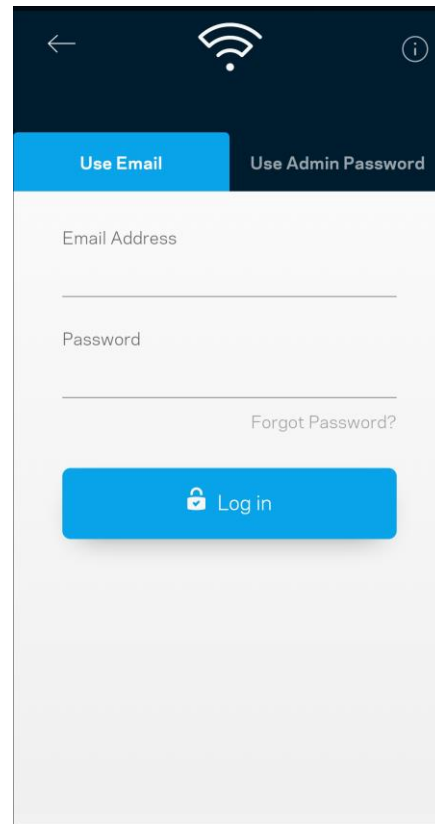 Use Email
Use Admin Password
Email Address
Password
Forgot Password?
Log in